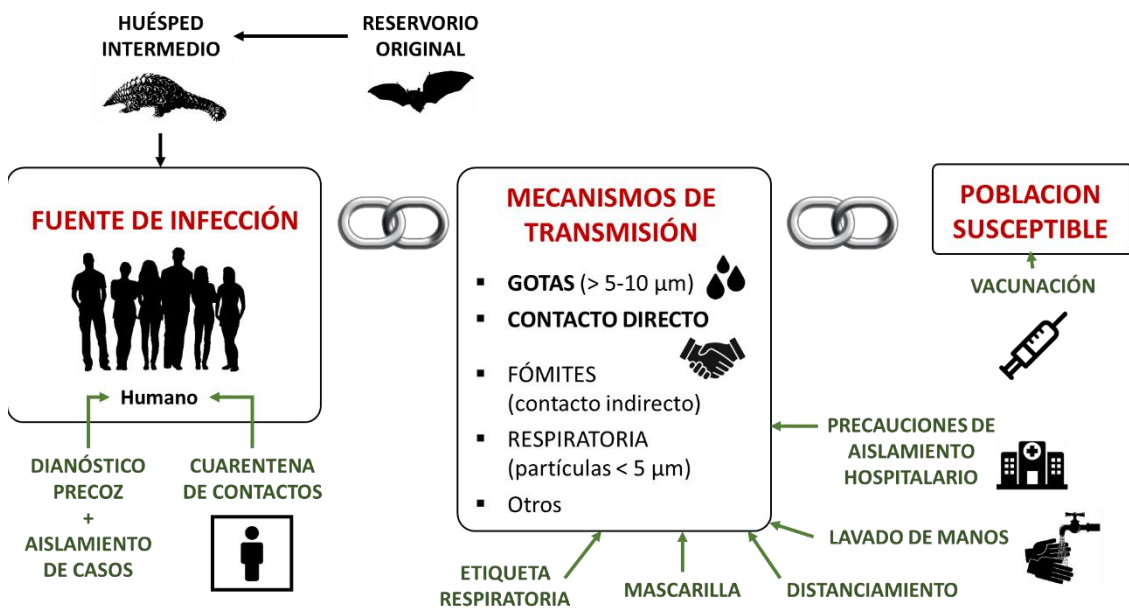 HUÉSPED
INTERMEDIO
RESERVORIO
ORIGINAL
FUENTE DE INFECCIÓN
Humano
DIANÓSTICO
PRECOZ
+
AISLAMIENTO
DE CASOS
CUARENTENA
DE CONTACTOS
MECANISMOS DE
TRANSMISIÓN
▪ GOTAS (> 5-10 µm)
▪ CONTACTO DIRECTO
▪ FÓMITES
(contacto indirecto)
▪ RESPIRATORIA
(partículas < 5 µm)
▪ Otros
ETIQUETA
RESPIRATORIA
MASCARILLA
DISTANCIAMIENTO
POBLACION
SUSCEPTIBLE
VACUNACIÓN
PRECAUCIONES DE
AISLAMIENTO
HOSPITALARIO
LAVADO DE MANOS